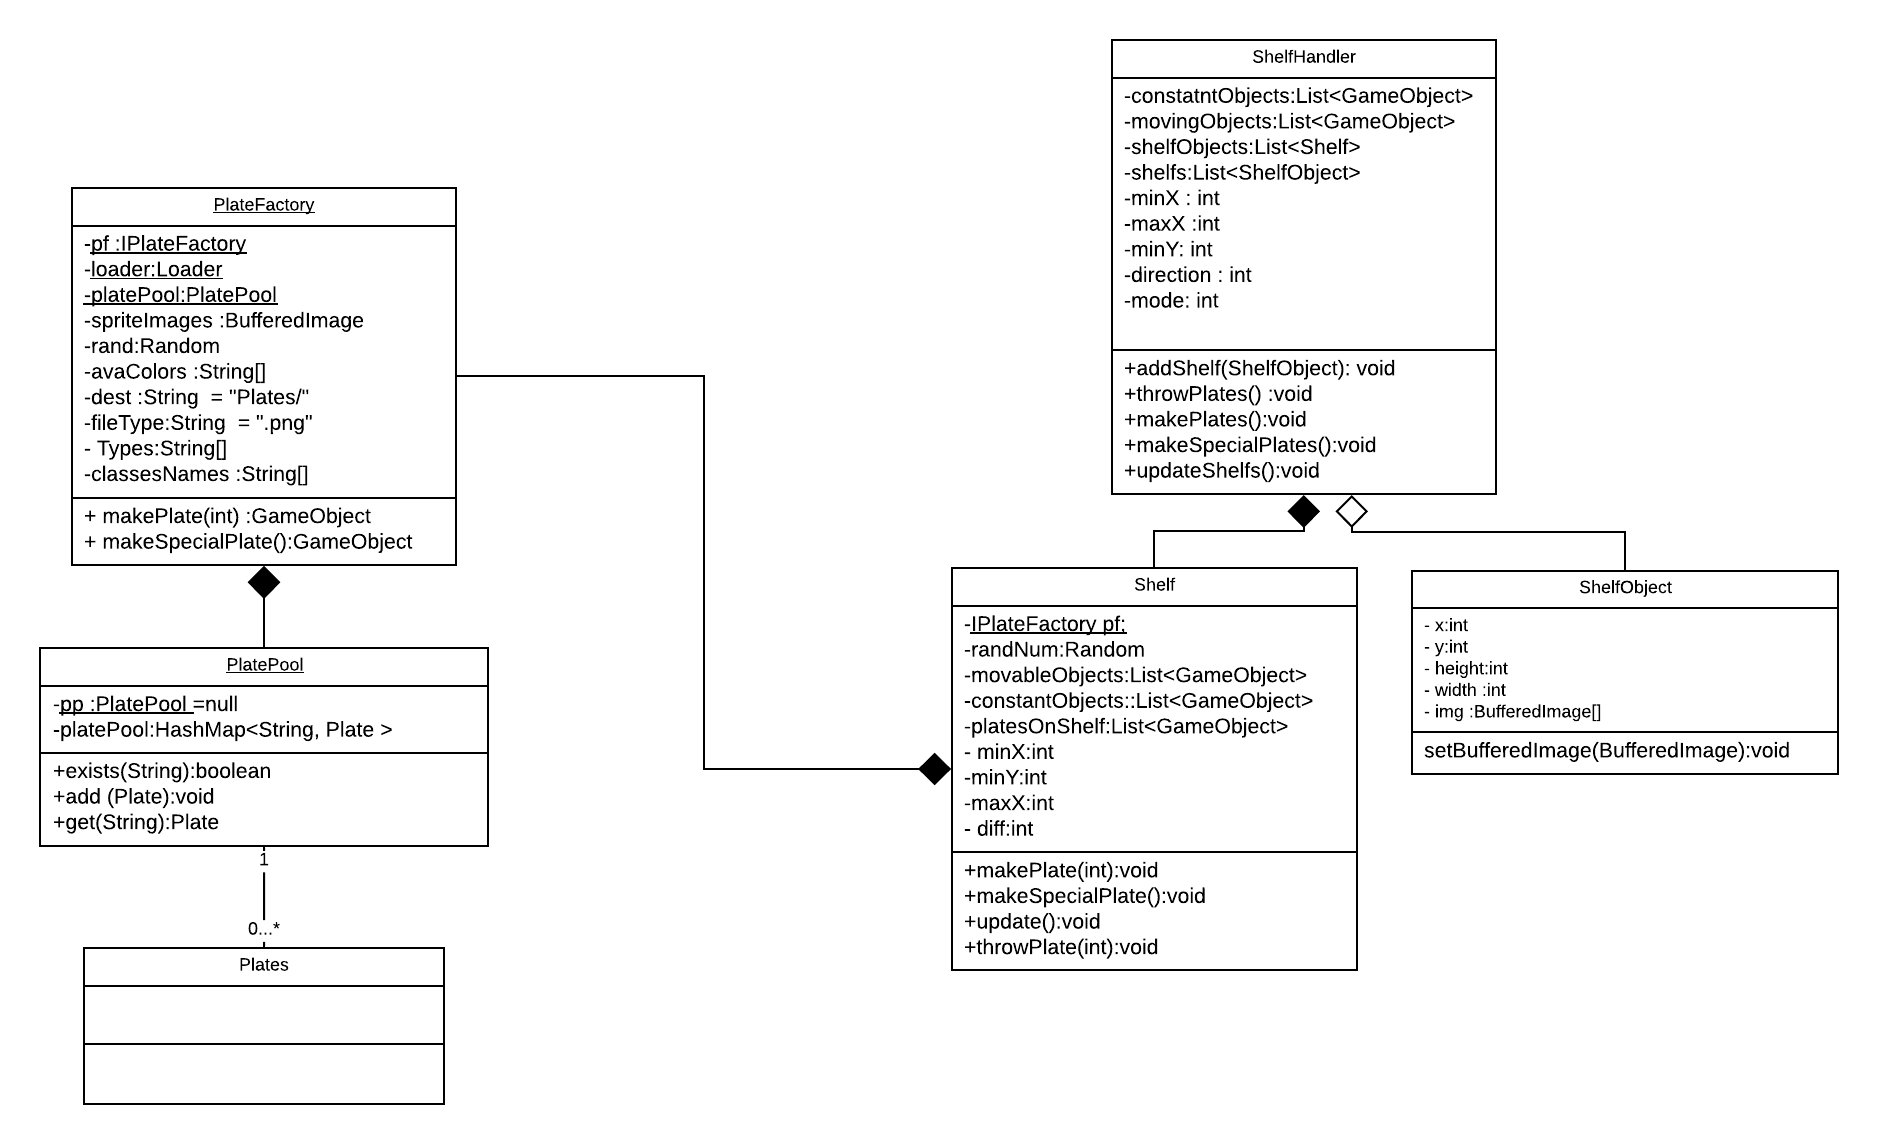 PlateFactory
-pf :IPlateFactory
-loader:Loader
-platePool:PlatePool
-spriteImages :BufferedImage
-rand:Random
-avaColors :String[]
-dest :String  = "Plates/"
-fileType:String  = ".png"
- Types:String[]
-classesNames :String[]
+ makePlate(int) :GameObject
+ makeSpecialPlate():GameObject
PlatePool
-pp :PlatePool =null
-platePool:HashMap<String, Plate >
+exists(String):boolean
+add (Plate):void
+get(String):Plate
1
0...*
Plates
ShelfHandler
-constatntObjects:List<GameObject>
-movingObjects:List<GameObject>
-shelfObjects:List<Shelf>
-shelfs:List<ShelfObject>
-minX : int
-maxX :int
-minY: int
-direction : int
-mode: int
+addShelf(ShelfObject): void
+throwPlates() :void
+makePlates():void
+makeSpecialPlates():void
+updateShelfs():void
Shelf
-IPlateFactory pf;
-randNum:Random
-movableObjects:List<GameObject>
-constantObjects::List<GameObject>
-platesOnShelf:List<GameObject>
- minX:int
-minY:int
-maxX:int
- diff:int
+makePlate(int):void
+makeSpecialPlate():void
+update():void
+throwPlate(int):void
ShelfObject
- x:int
- y:int
- height:int
- width :int
- img :BufferedImage[]
setBufferedImage(BufferedImage):void